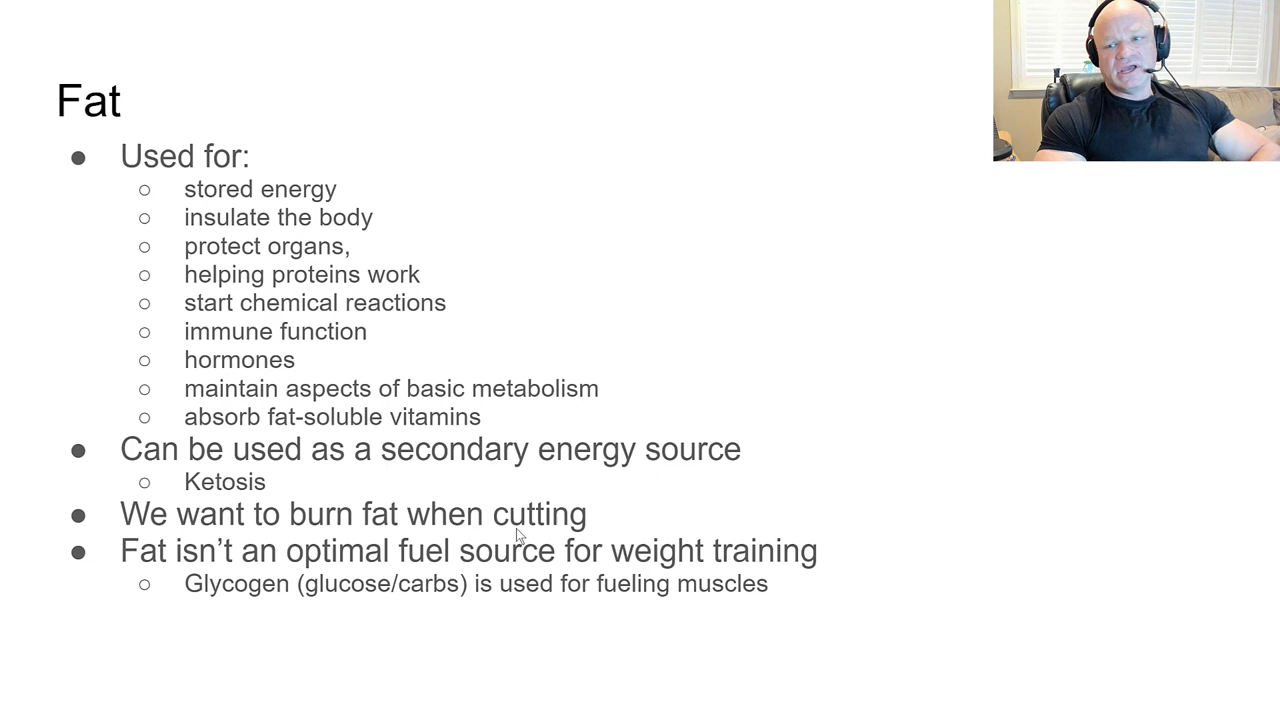 Fat
● Used for:
○ stored energy
○ insulate the body
○ protect organs,
○ helping proteins work
○ start chemical reactions
○ immune function
○ hormones
○ maintain aspects of basic metabolism
○ absorb fat-soluble vitamins
● Can be used as a secondary energy source
○ Ketosis
● We want to burn fat when cutting
● Fat isn’t an optimal fuel source for weight training
○ Glycogen (glucose/carbs) is used for fueling muscles